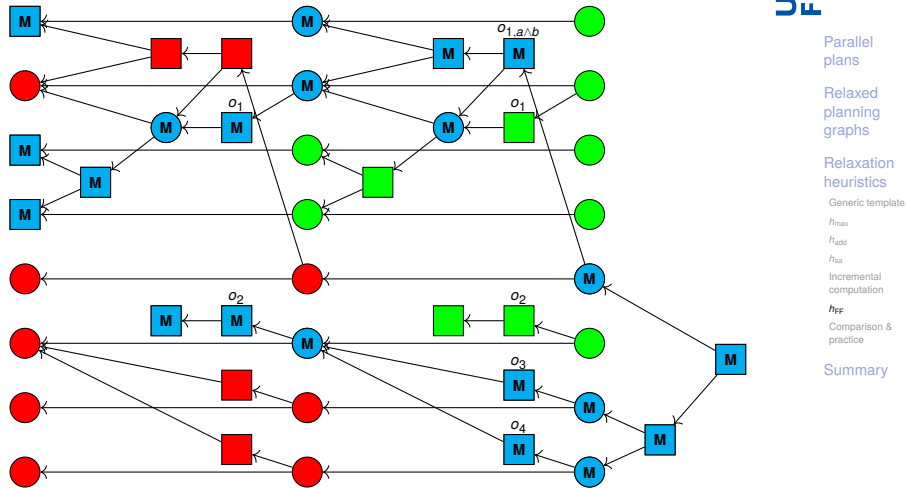 M
M
o1,a∧b
M
M
M
o1
o1
M
M
M
M
M
M
M
o2
o2
M
M
M
M
o3
M
M
o4
M
M
M
UF
Parallel
plans
Relaxed
planning
graphs
Relaxation
heuristics
Generic template
hmax
hadd
hsa
Incremental
computation
hFF
Comparison &
practice
Summary